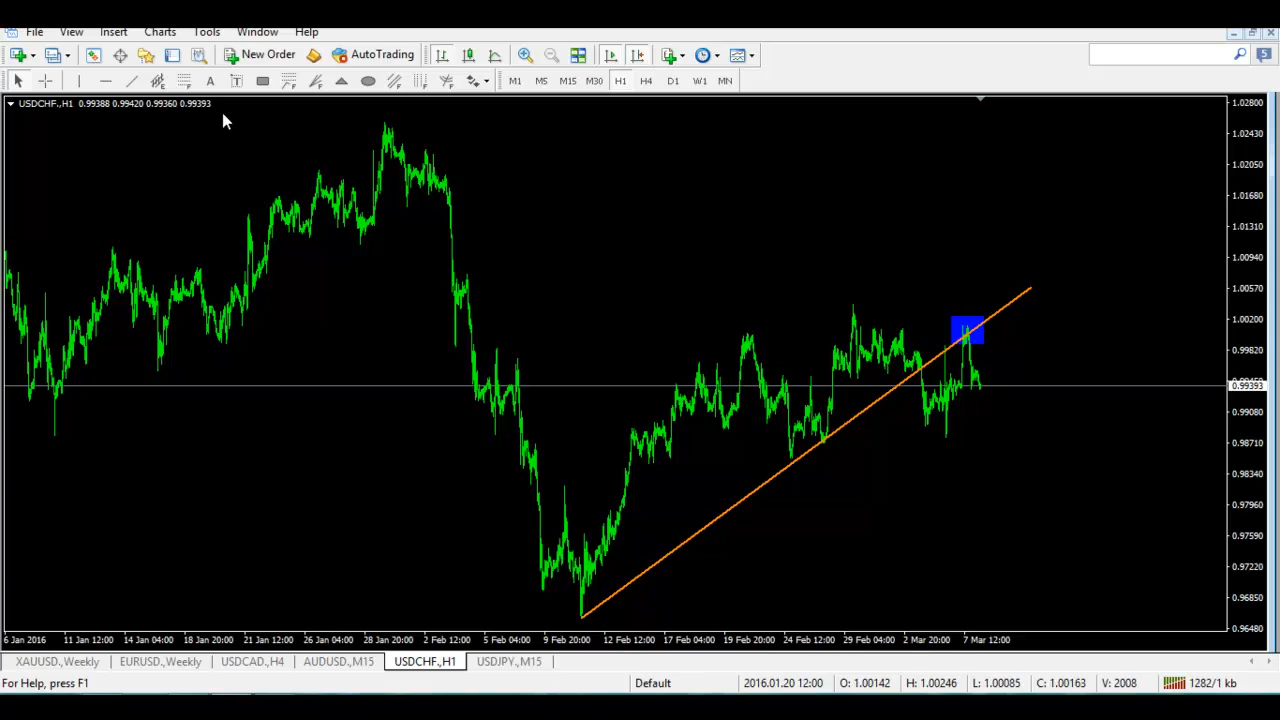 File View Insert Charts Tools Window Help
New Order AutoTrading 5
A T M1 M5 M15 M30 H1 H4 D1 W1 MN
USDCHF.,H1 0.99388 0.99420 0.99360 0.99393
1.02800
1.02430
1.02050
1.01680
1.01310
1.00940
1.00570
1.00200
0.99820
0.99393
0.99080
0.98710
0.98340
0.97960
0.97590
0.97220
0.96850
0.96480
6 Jan 2016 11 Jan 12:00 14 Jan 04:00 18 Jan 20:00 21 Jan 12:00 26 Jan 04:00 28 Jan 20:00 2 Feb 12:00 5 Feb 04:00 9 Feb 20:00 12 Feb 12:00 17 Feb 04:00 19 Feb 20:00 24 Feb 12:00 29 Feb 04:00 2 Mar 20:00 7 Mar 12:00
XAUUSD.,Weekly EURUSD.,Weekly USDCAD.,H4 AUDUSD.,M15 USDCHF.,H1 USDJPY.,M15
For Help, press F1 Default 2016.01.20 12:00 O: 1.00142 H: 1.00246 L: 1.00085 C: 1.00163 V: 2008 1282/1 kb